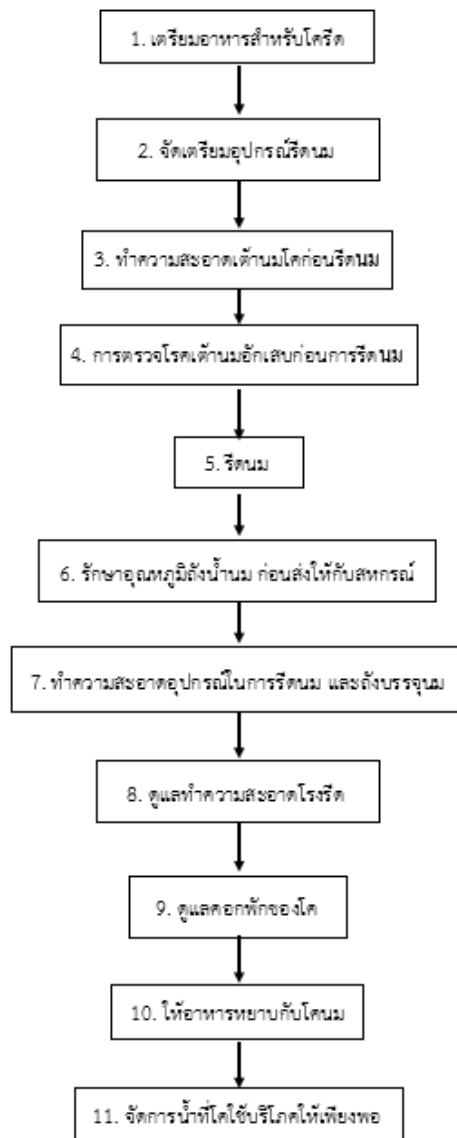 1. เตรียมอาหารสำหรับโครีด
2. จัดเตรียมอุปกรณ์รีดนม
3. ทำความสะอาดเต้านมโคก่อนรีดนม
4. การตรวจโรคเต้านมอักเสบก่อนการรีดนม
5. รีดนม
6. รักษาอุณหภูมิถังน้ำนม ก่อนส่งให้กับสหกรณ์
7. ทำความสะอาดอุปกรณ์ในการรีดนม และถังบรรจุนม
8. ดูแลทำความสะอาดโรงรีด
9. ดูแลคอกพักของโค
10. ให้อาหารหยาบกับโคนม
11. จัดการน้ำที่โคใช้บริโภคให้เพียงพอ